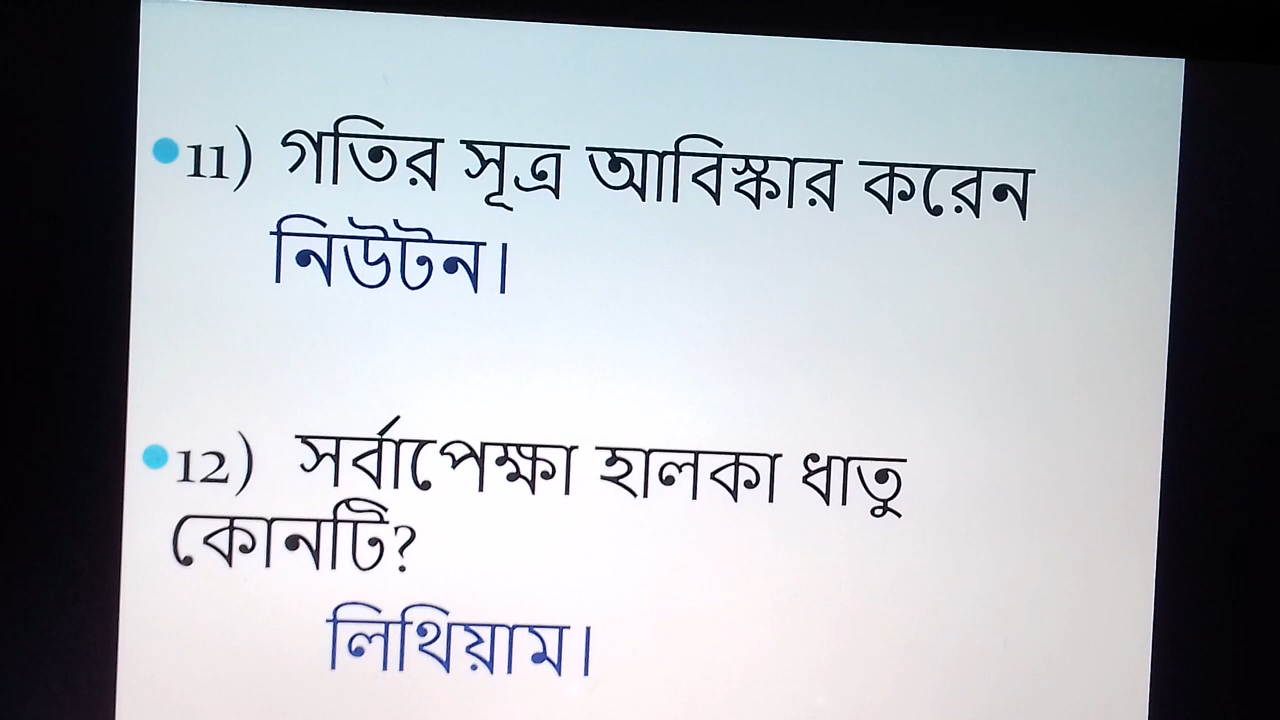 •11) গতির সূত্র আবিস্কার করেন
নিউটন।
•12) সর্বাপেক্ষা হালকা ধাতু
কোনটি?
লিথিয়াম।